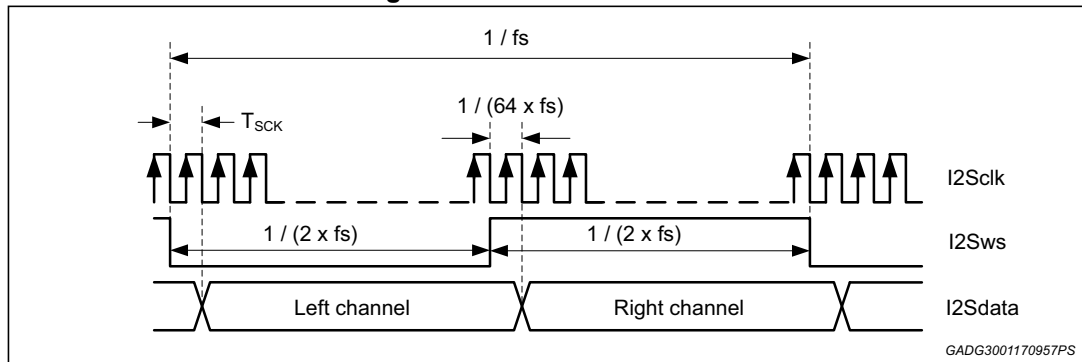 1 / fs
1 / (64 x fs)
TSCK
I2Sclk
1 / (2 x fs) 1 / (2 x fs)
I2Sws
Left channel Right channel I2Sdata
GADG3001170957PS